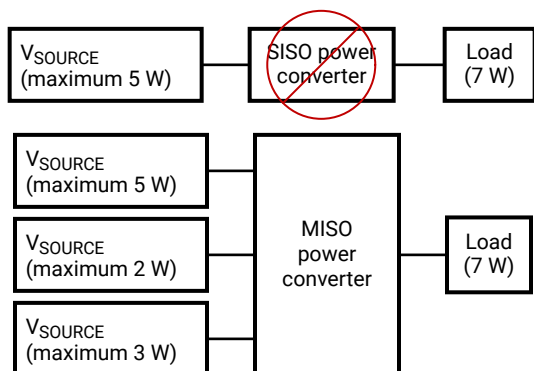 VSOURCE
(maximum 5 W)
SISO power
converter
Load
(7 W)
VSOURCE
(maximum 5 W)
VSOURCE
(maximum 2 W)
MISO
power
converter
Load
(7 W)
VSOURCE
(maximum 3 W)